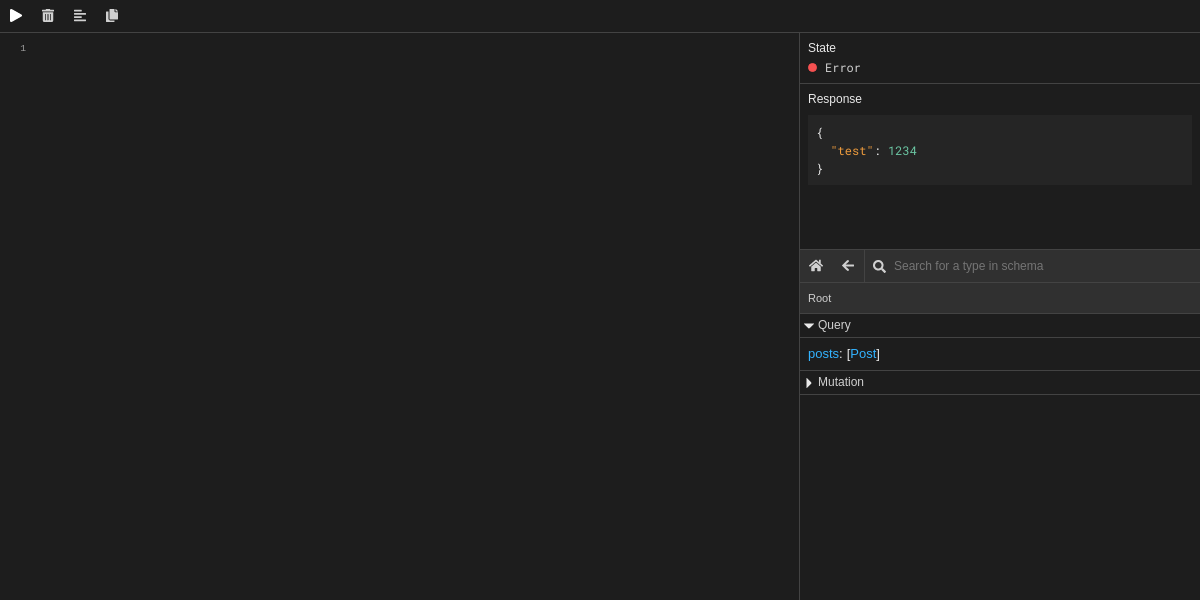 1
State
Error
Response
{
"test": 1234
}
Search for a type in schema
Root
Query
posts: [Post]
Mutation